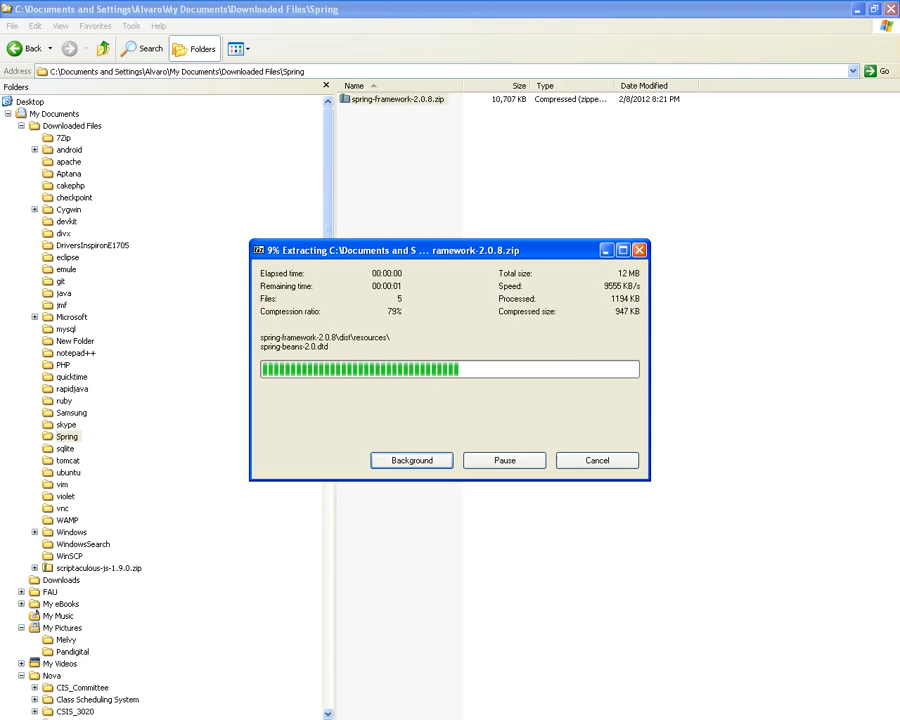 C:\Documents and Settings\Alvaro\My Documents\Downloaded Files\Spring
File Edit View Favorites Tools Help
Back Search Folders
Address C:\Documents and Settings\Alvaro\My Documents\Downloaded Files\Spring Go
Folders Name Size Type Date Modified
spring-framework-2.0.8.zip 10,707 KB Compressed (zippe... 2/8/2012 8:21 PM
Desktop
My Documents
Downloaded Files
7Zip
android
apache
Aptana
cakephp
checkpoint
Cygwin
devkit
divx
DriversInspironE1705
eclipse
emule
git
java
jmf
Microsoft
mysql
New Folder
notepad++
PHP
quicktime
rapidjava
ruby
Samsung
skype
Spring
sqlite
tomcat
ubuntu
vim
violet
vnc
WAMP
Windows
WindowsSearch
WinSCP
scriptaculous-js-1.9.0.zip
Downloads
FAU
My eBooks
My Music
My Pictures
Melvy
Pandigital
My Videos
Nova
CIS_Committee
Class Scheduling System
CSIS_3020
9% Extracting C:\Documents and S ... ramework-2.0.8.zip
Elapsed time: 00:00:00 Total size: 12 MB
Remaining time: 00:00:01 Speed: 9555 KB/s
Files: 5 Processed: 1194 KB
Compression ratio: 79% Compressed size: 947 KB
spring-framework-2.0.8\dist\resources\
spring-beans-2.0.dtd
Background Pause Cancel